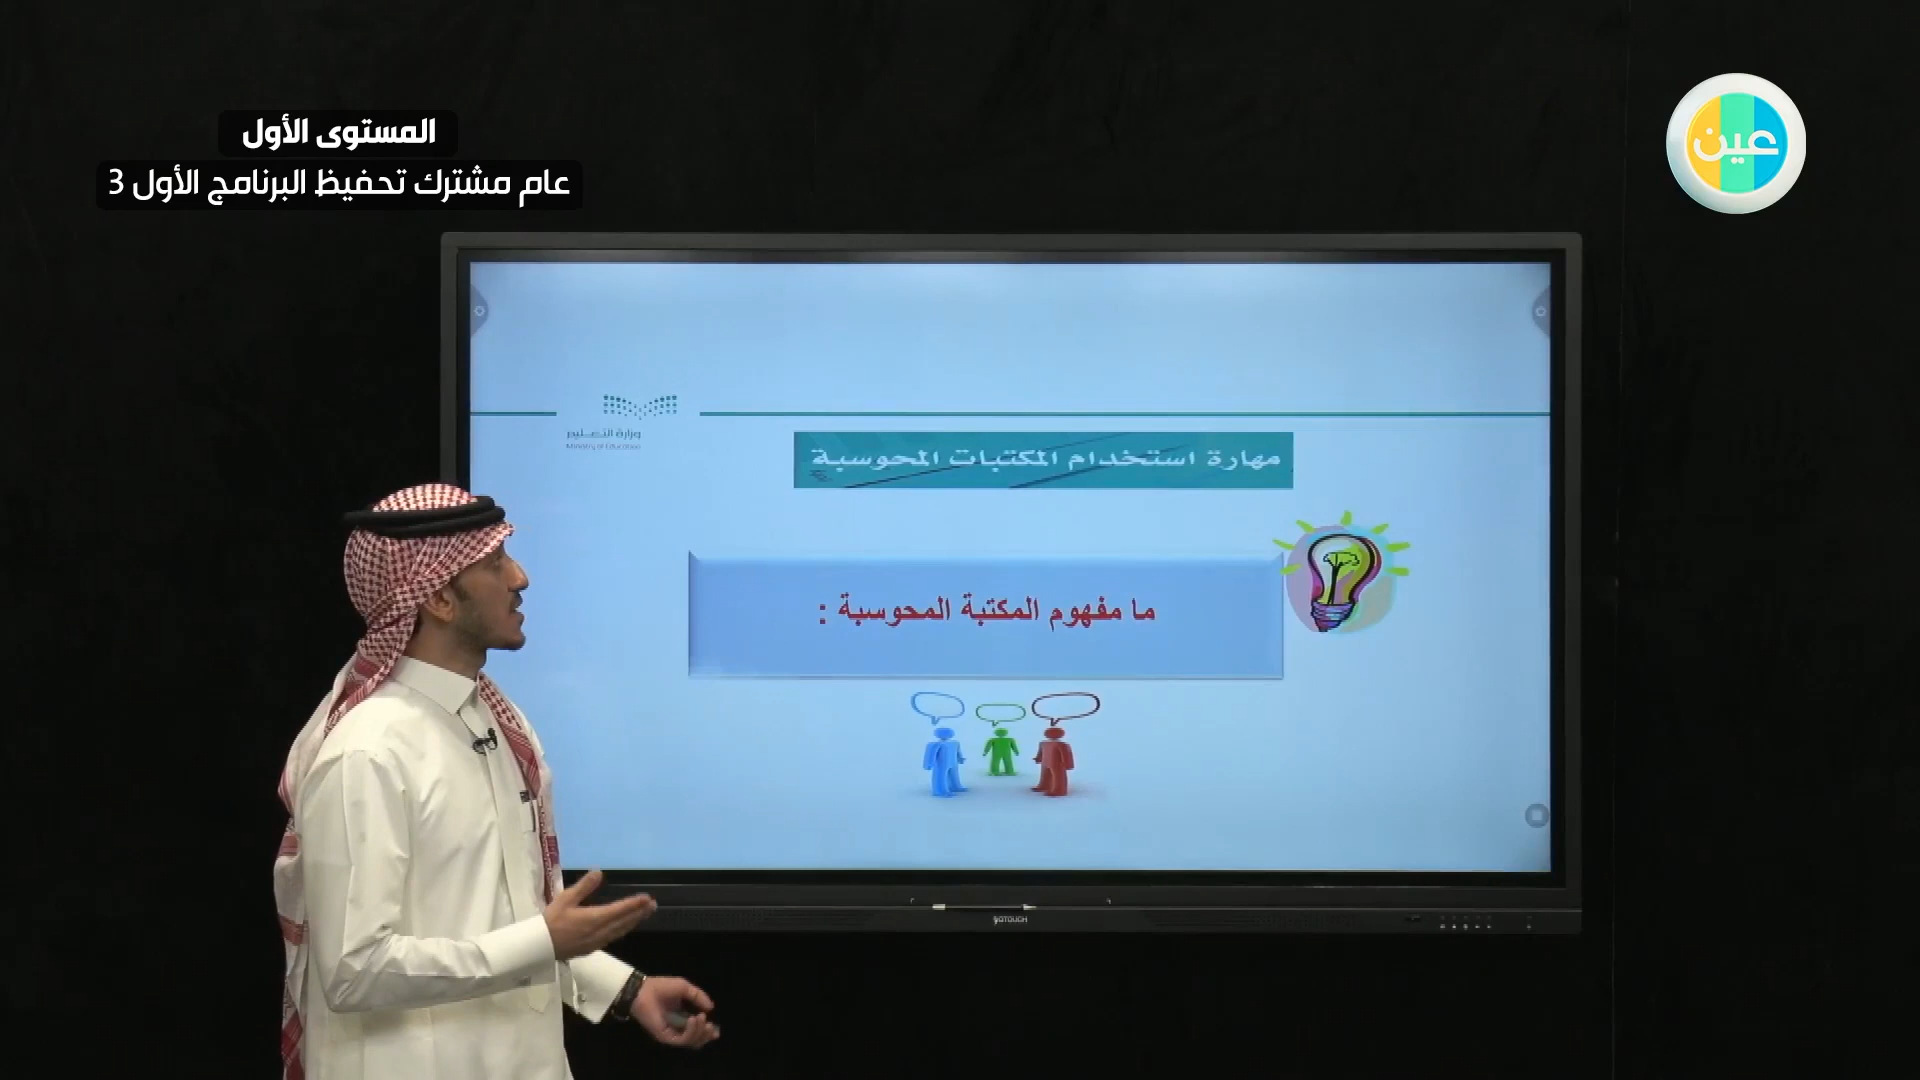 المستوى الأول
عام مشترك تحفيظ البرنامج الأول 3
عين
وزارة التعليم
Ministry of Education
مهارة استخدام المكتبات المحوسبة
ما مفهوم المكتبة المحوسبة :